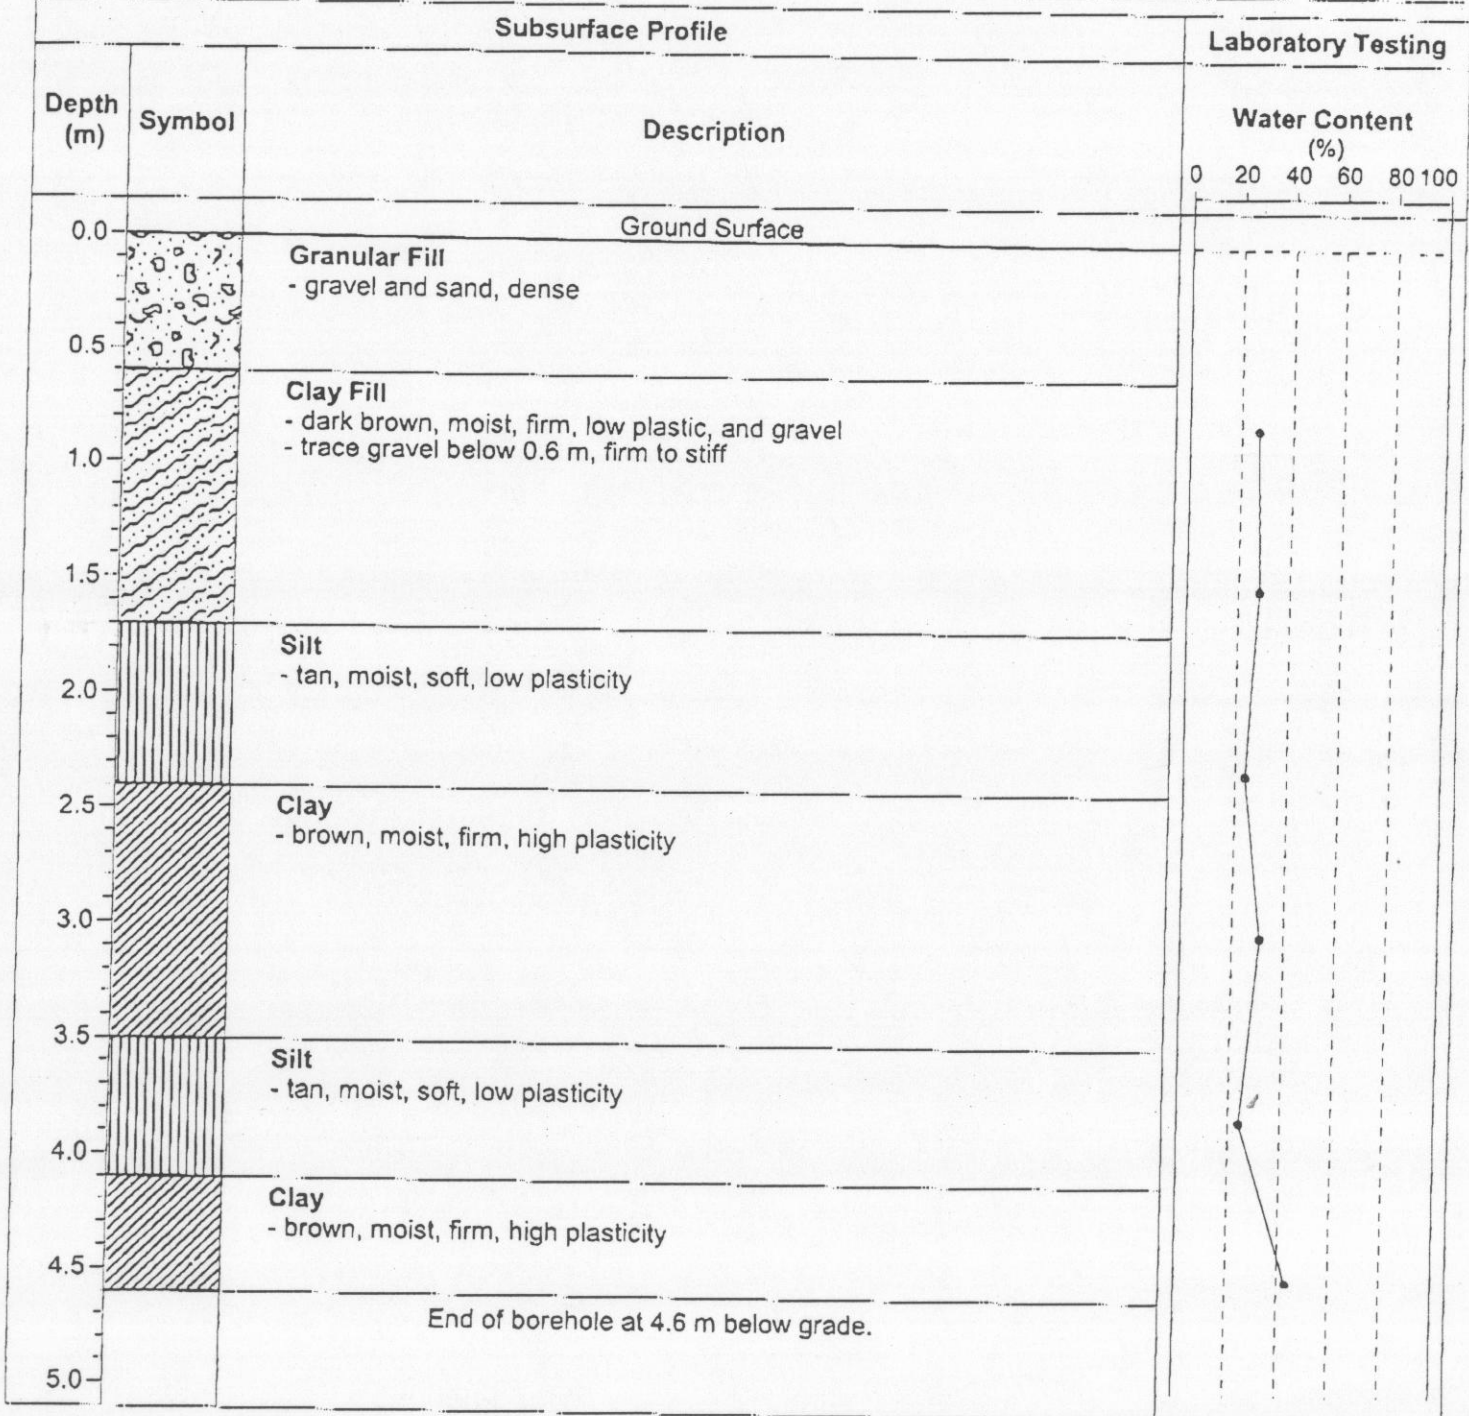 Subsurface Profile
Laboratory Testing
Depth
(m)
Symbol
Description
Water Content
(%)
0 20 40 60 80 100
Ground Surface
0.0
Granular Fill
- gravel and sand, dense
0.5
Clay Fill
- dark brown, moist, firm, low plastic, and gravel
- trace gravel below 0.6 m, firm to stiff
1.0
1.5
Silt
- tan, moist, soft, low plasticity
2.0
2.5
Clay
- brown, moist, firm, high plasticity
3.0
3.5
Silt
- tan, moist, soft, low plasticity
4.0
Clay
- brown, moist, firm, high plasticity
4.5
End of borehole at 4.6 m below grade.
5.0